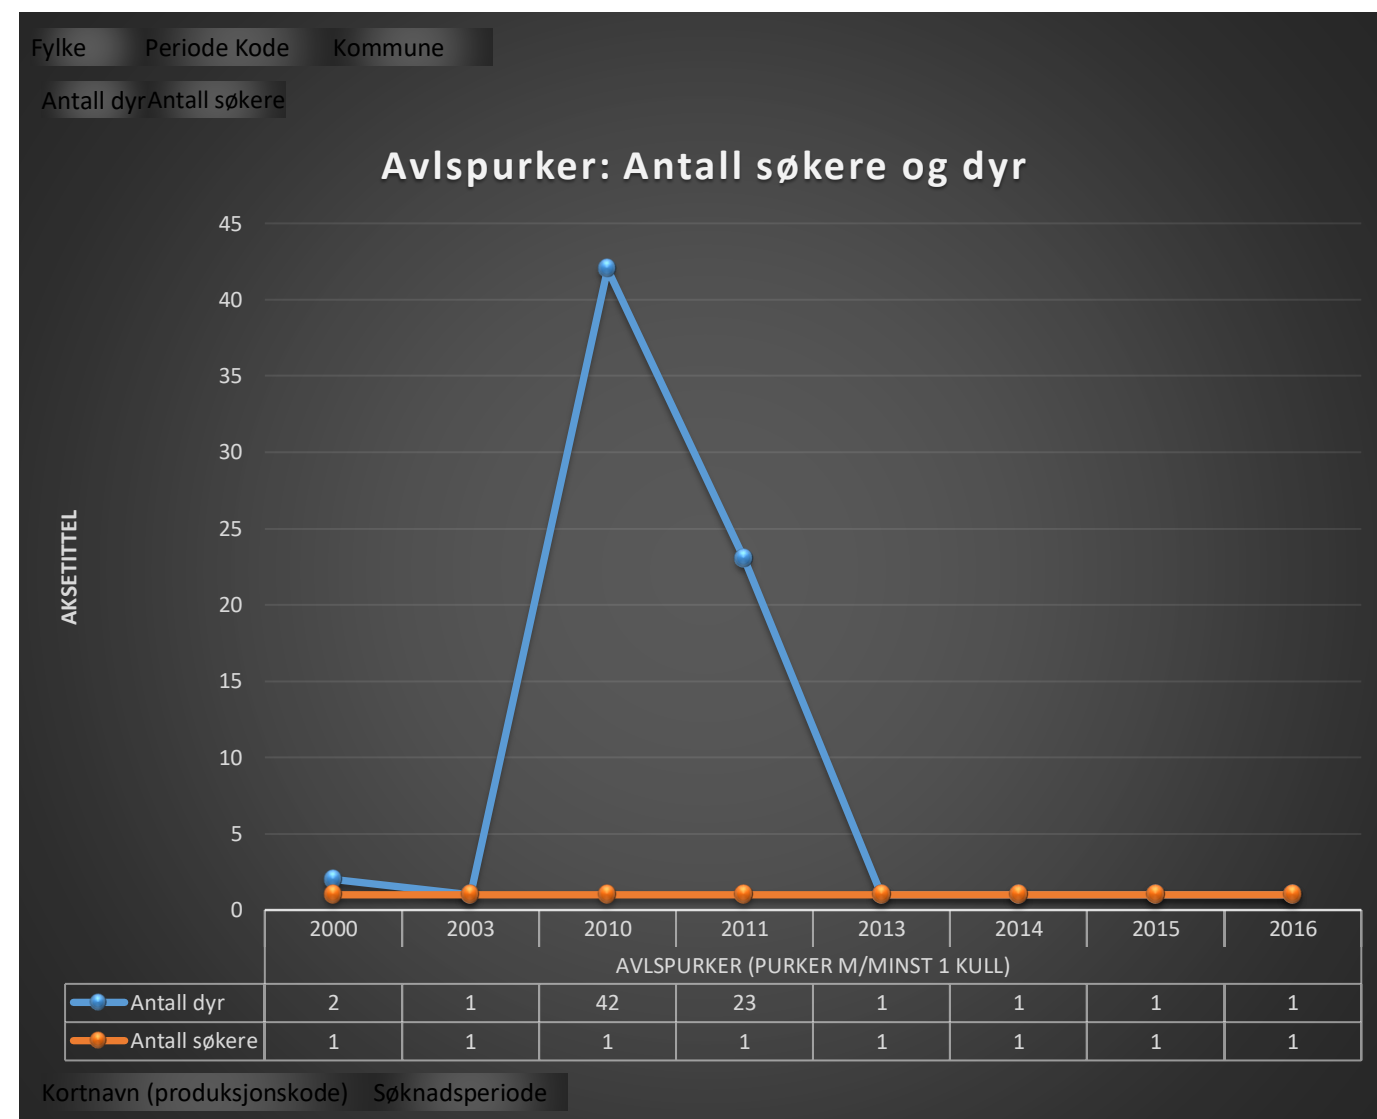 Fylke Periode Kode Kommune
Antall dyr Antall søkere
Avlspurker: Antall søkere og dyr
45
40
35
30
25
20
15
10
5
0
AKSETITTEL
2000 2003 2010 2011 2013 2014 2015 2016
AVLSPURKER (PURKER M/MINST 1 KULL)
Antall dyr 2 1 42 23 1 1 1 1
Antall søkere 1 1 1 1 1 1 1 1
Kortnavn (produksjonskode) Søknadsperiode